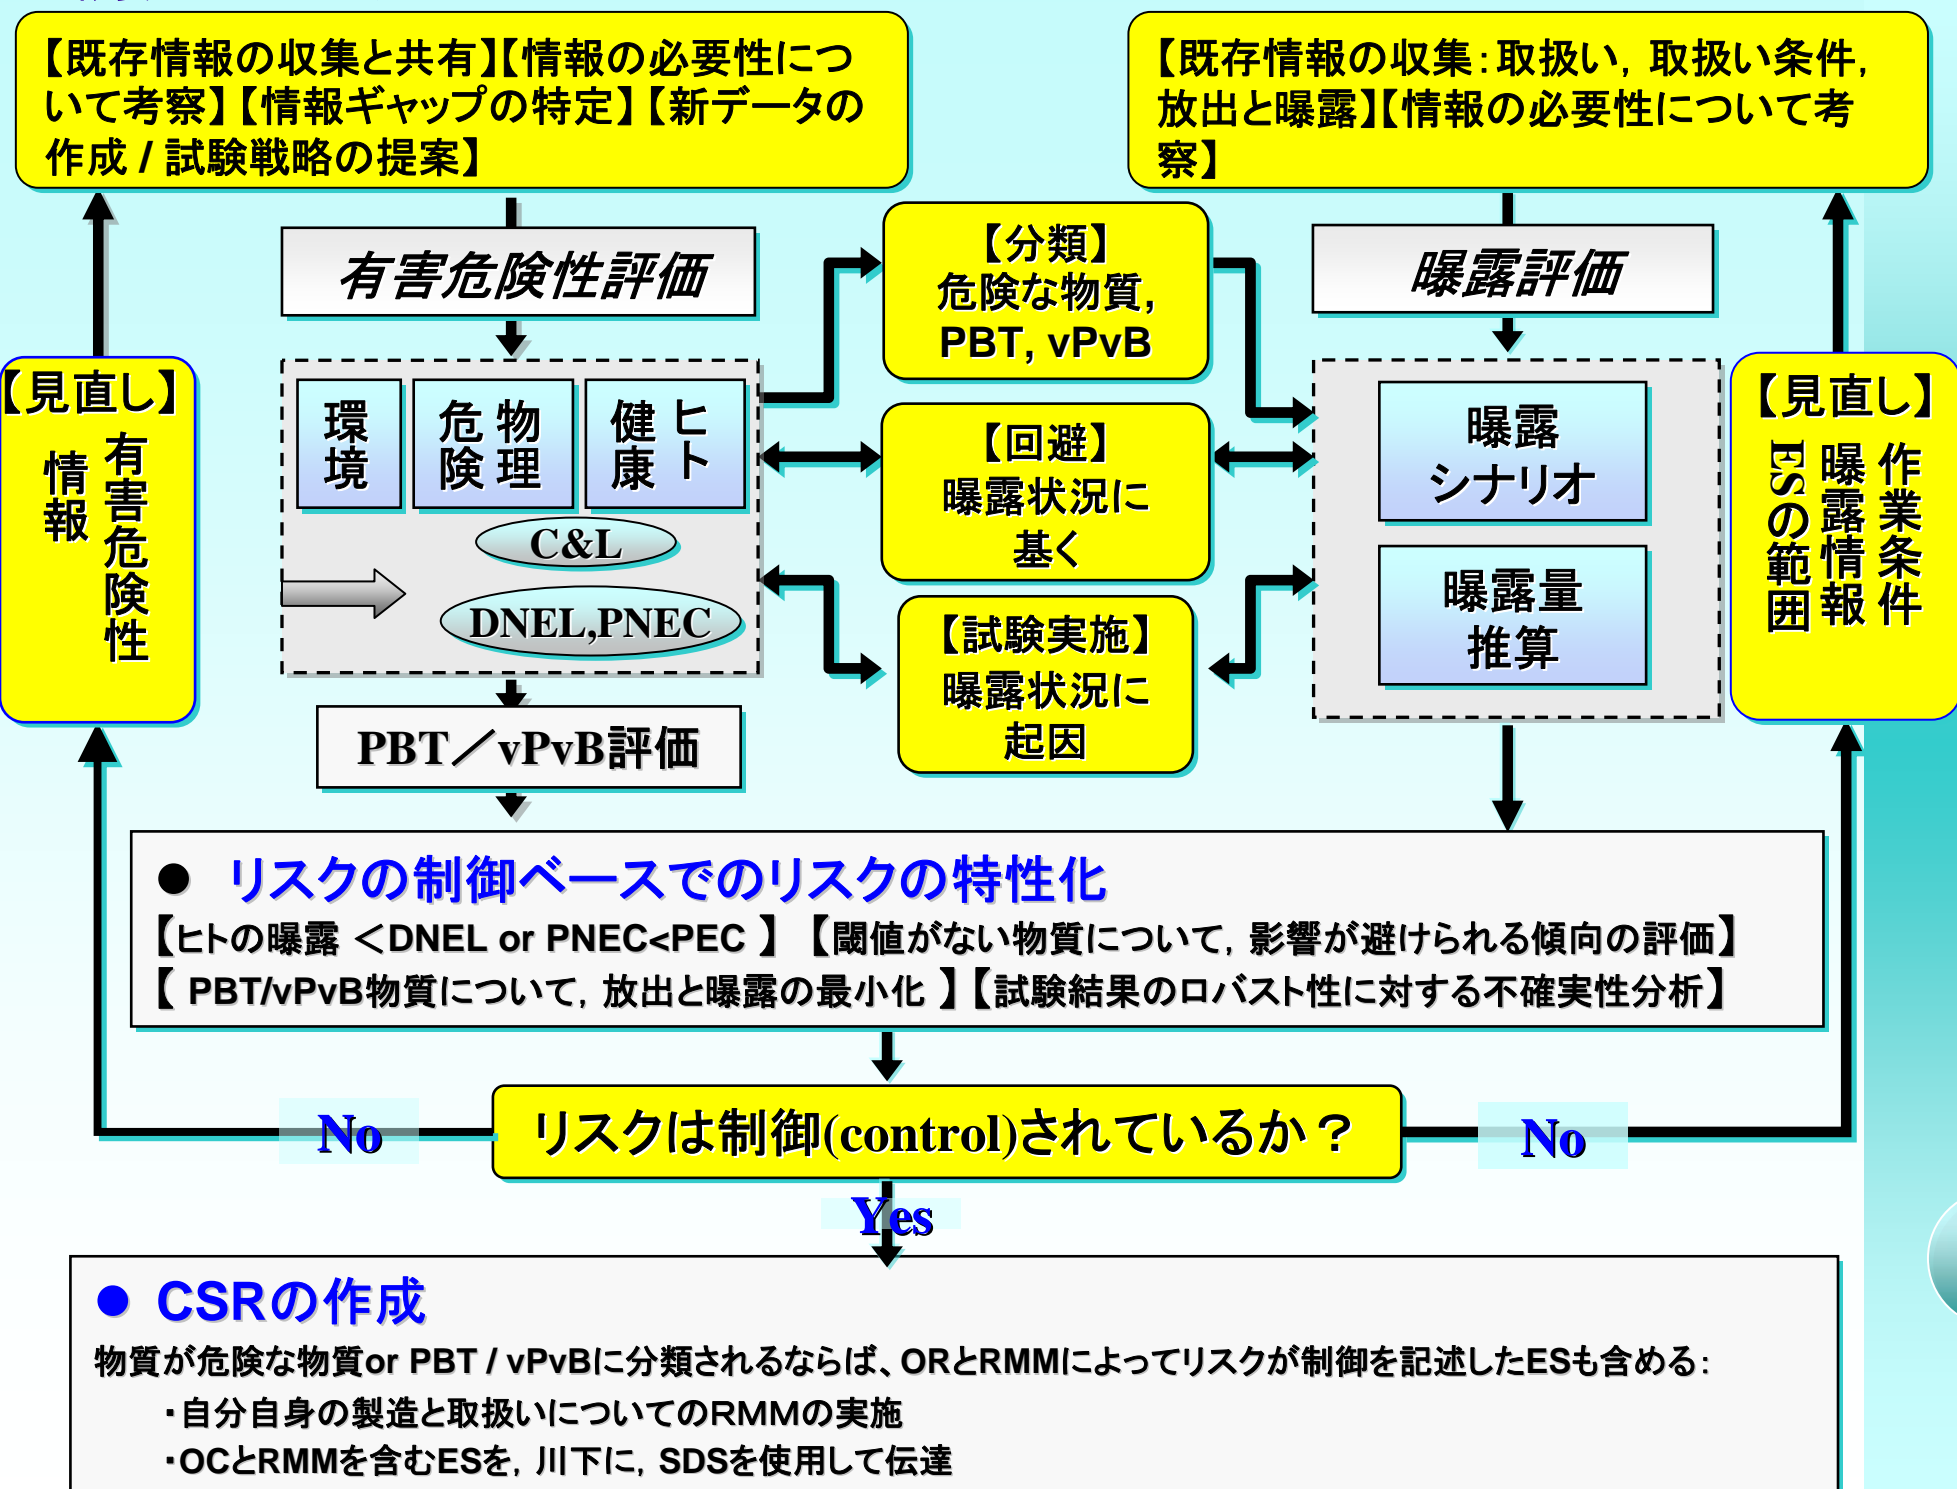 【既存情報の収集と共有】【情報の必要性につ
いて考察】【情報ギャップの特定】【新データの
作成 / 試験戦略の提案】
【既存情報の収集：取扱い，取扱い条件，
放出と曝露】【情報の必要性について考
察】
有害危険性評価
【分類】
危険な物質，
PBT, vPvB
曝露評価
【見直し】
有害危険性
情報
環境
物理
危険
ヒト
健康
C&L
DNEL,PNEC
【回避】
曝露状況に
基く
【試験実施】
曝露状況に
起因
曝露
シナリオ
曝露量
推算
【見直し】
作業条件
曝露情報
ESの範囲
PBT／vPvB評価
● リスクの制御ベースでのリスクの特性化
【ヒトの曝露 ＜DNEL or PNEC<PEC 】 【閾値がない物質について，影響が避けられる傾向の評価】
【 PBT/vPvB物質について，放出と曝露の最小化 】【試験結果のロバスト性に対する不確実性分析】
No
リスクは制御(control)されているか？
No
Yes
● CSRの作成
物質が危険な物質or PBT / vPvBに分類されるならば、ORとRMMによってリスクが制御を記述したESも含める：
・自分自身の製造と取扱いについてのＲＭＭの実施
・OCとRMMを含むESを，川下に，SDSを使用して伝達